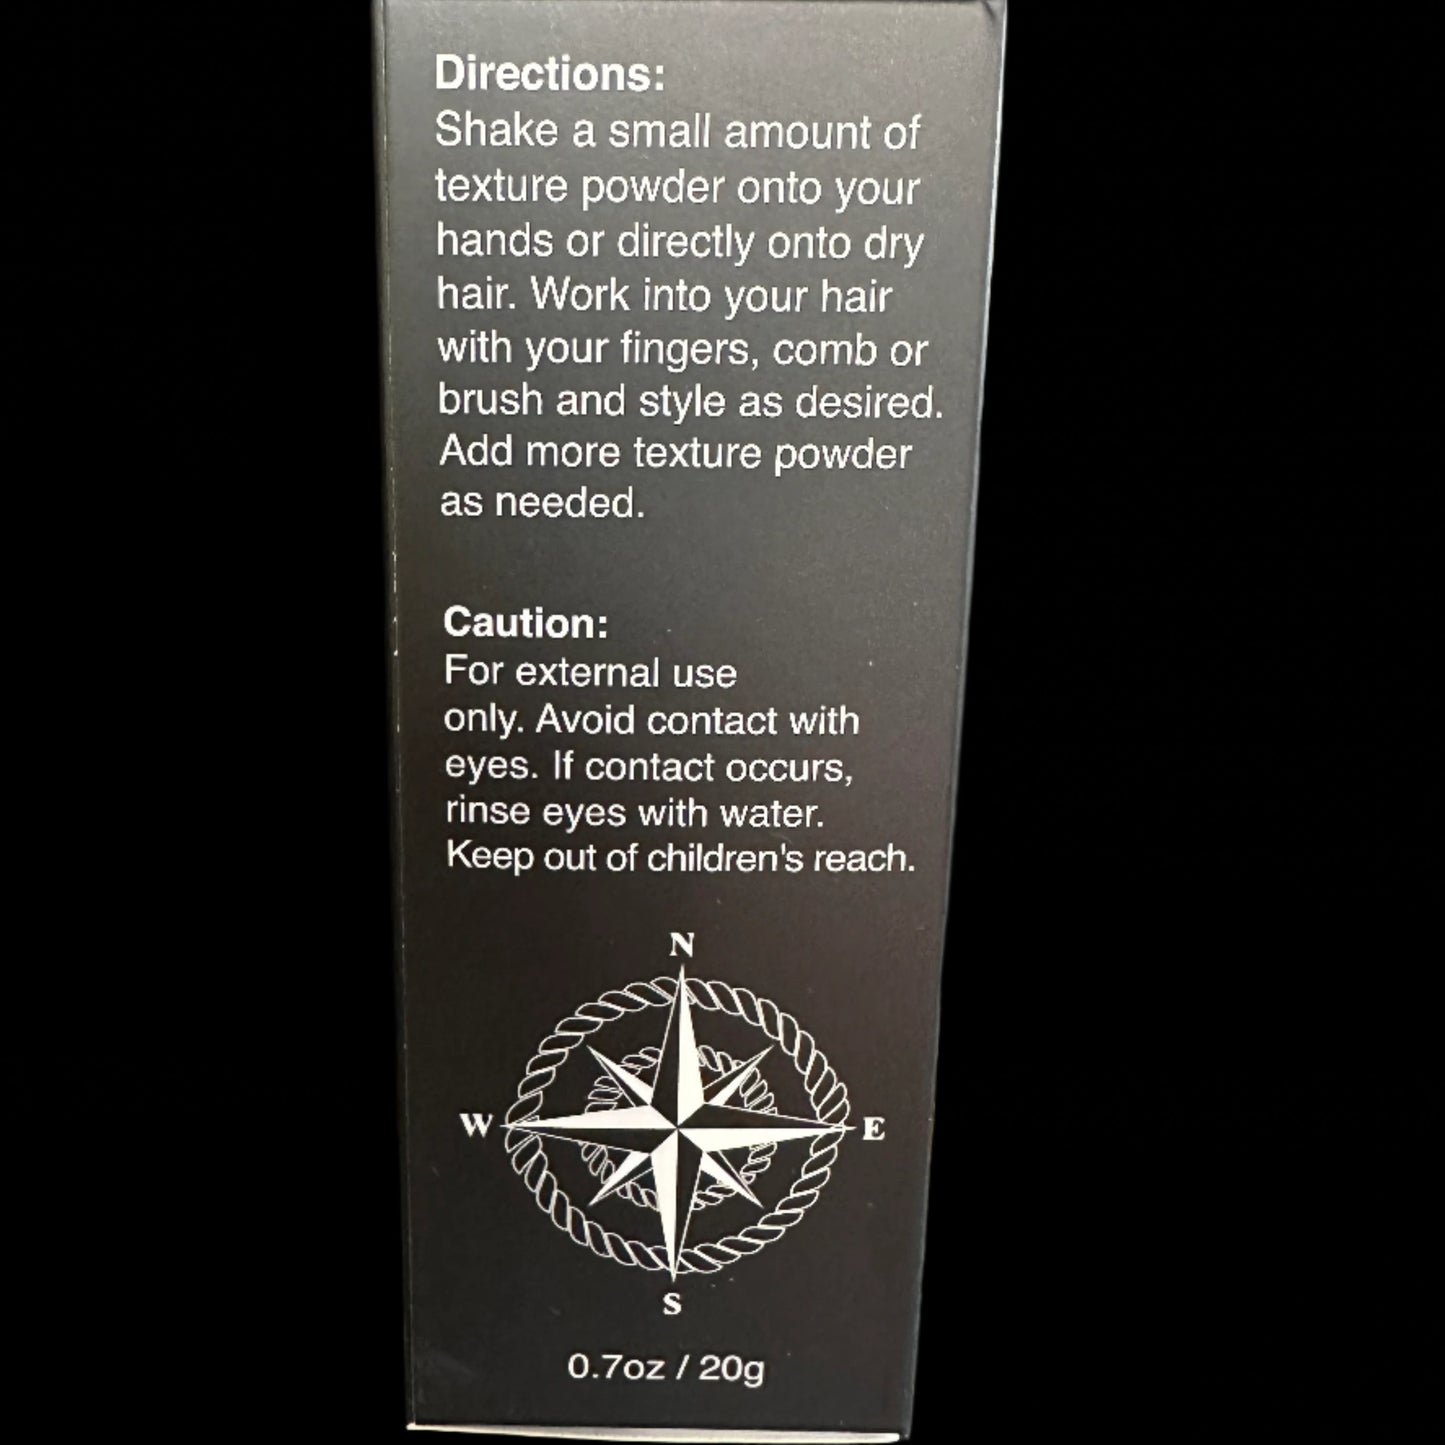 Directions:
Shake a small amount of
texture powder onto your
hands or directly onto dry
hair. Work into your hair
with your fingers, comb or
brush and style as desired.
Add more texture powder
as needed.
Caution:
For external use
only. Avoid contact with
eyes. If contact occurs,
rinse eyes with water.
Keep out of children's reach.
N
W E
S
0.7oz / 20g